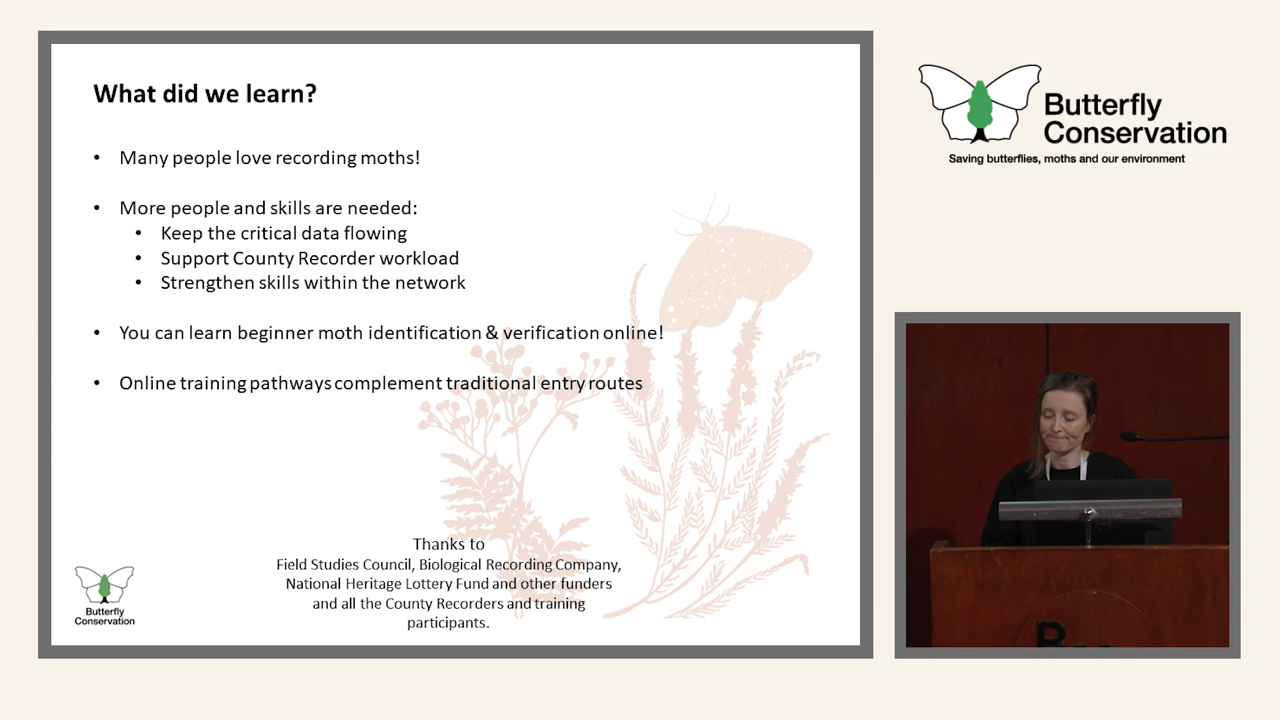 What did we learn?
• Many people love recording moths!
• More people and skills are needed:
• Keep the critical data flowing
• Support County Recorder workload
• Strengthen skills within the network
• You can learn beginner moth identification & verification online!
• Online training pathways complement traditional entry routes
Thanks to
Field Studies Council, Biological Recording Company,
National Heritage Lottery Fund and other funders
and all the County Recorders and training
participants.
Butterfly
Conservation
Butterfly
Conservation
Saving butterflies, moths and our environment